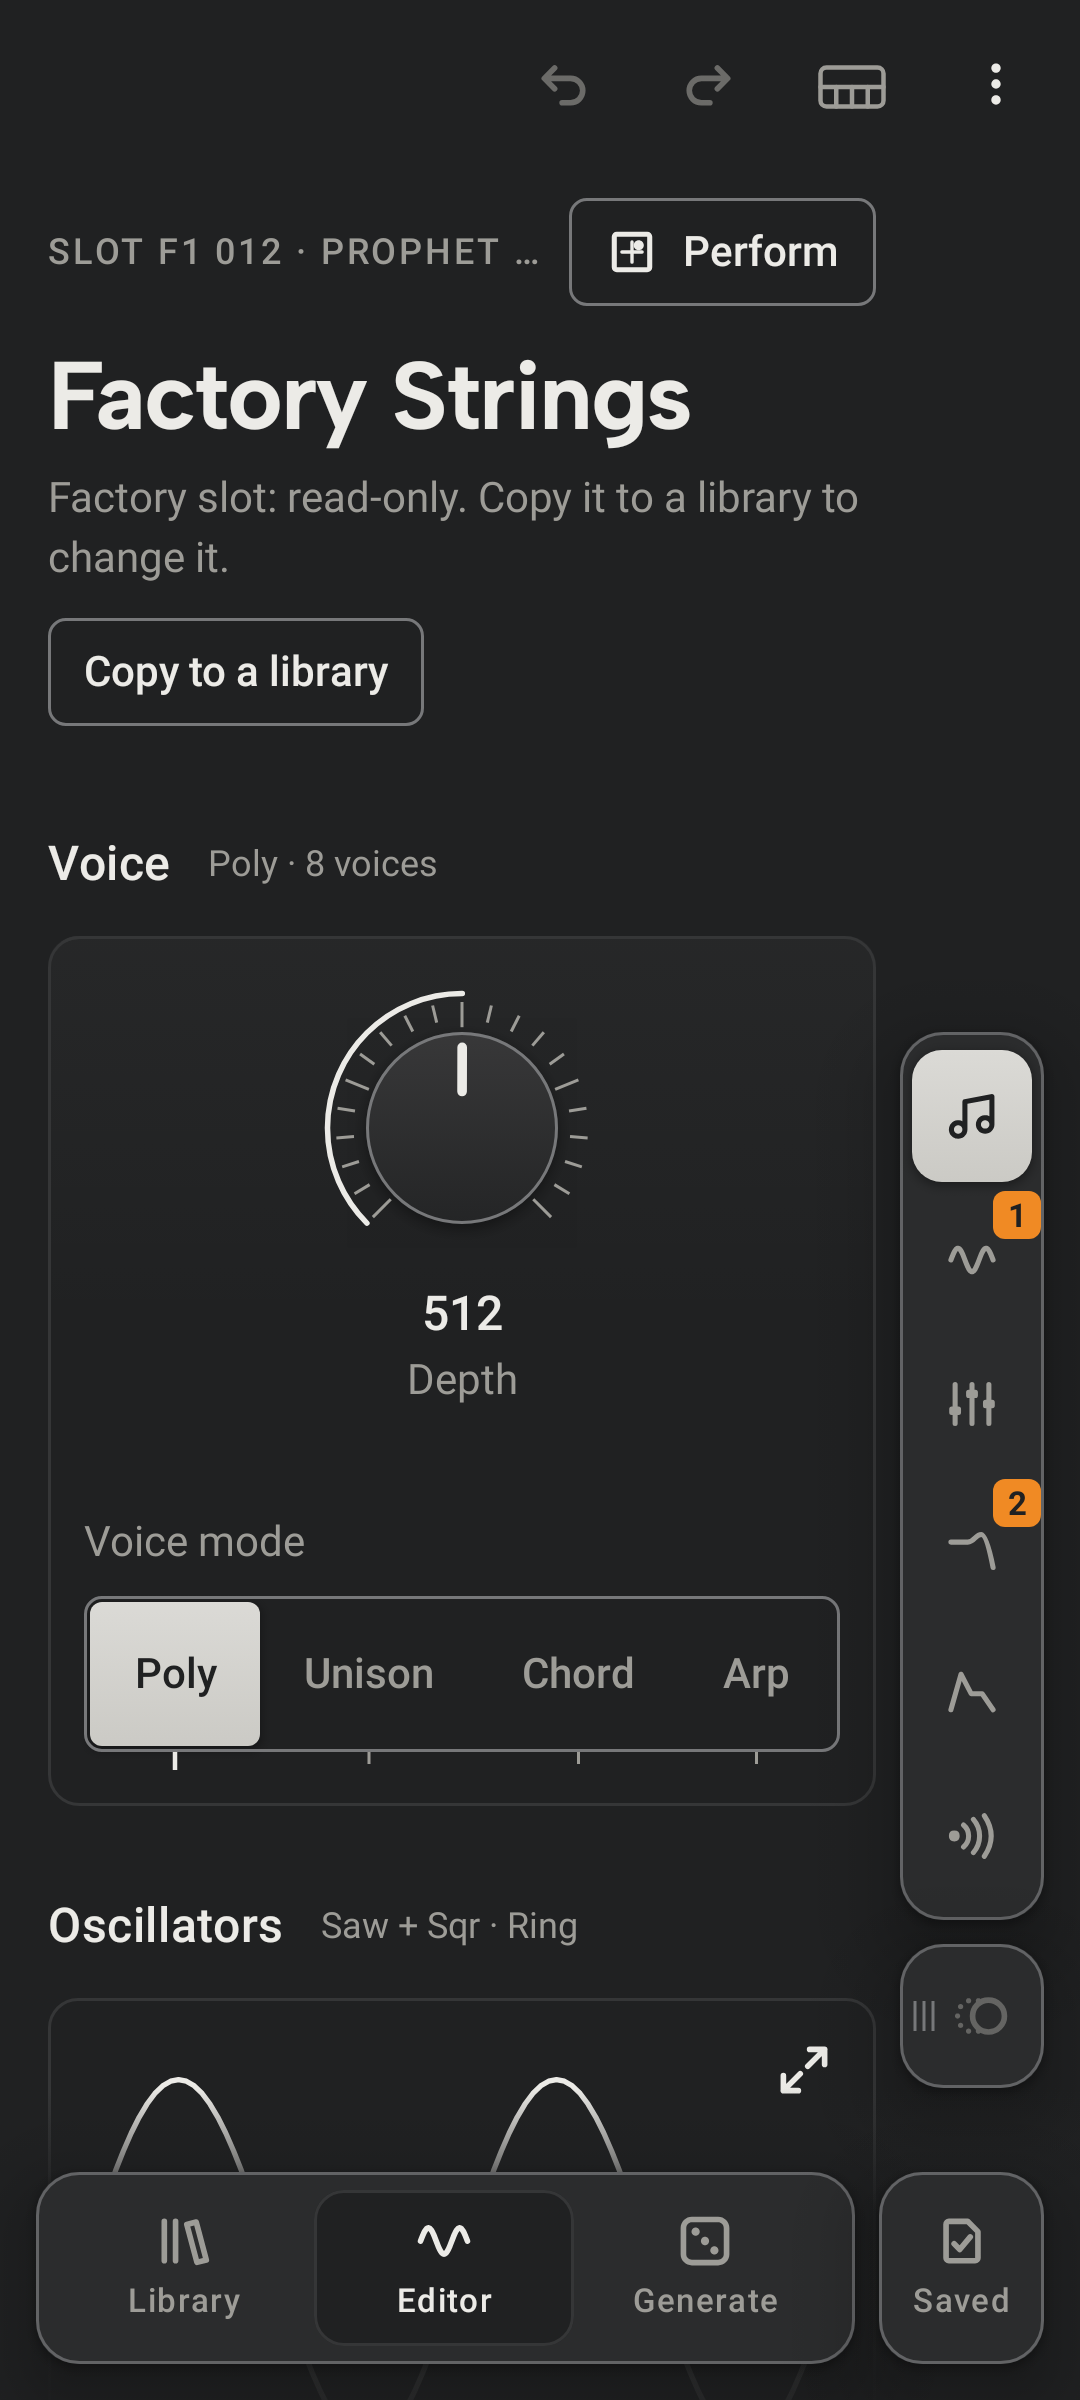 SLOT F1 012 · PROPHET …
Perform
Factory Strings
Factory slot: read-only. Copy it to a library to
change it.
Copy to a library
Voice
Poly · 8 voices
512
Depth
Voice mode
Poly
Unison
Chord
Arp
1
2
Oscillators
Saw + Sqr · Ring
Library
Editor
Generate
Saved